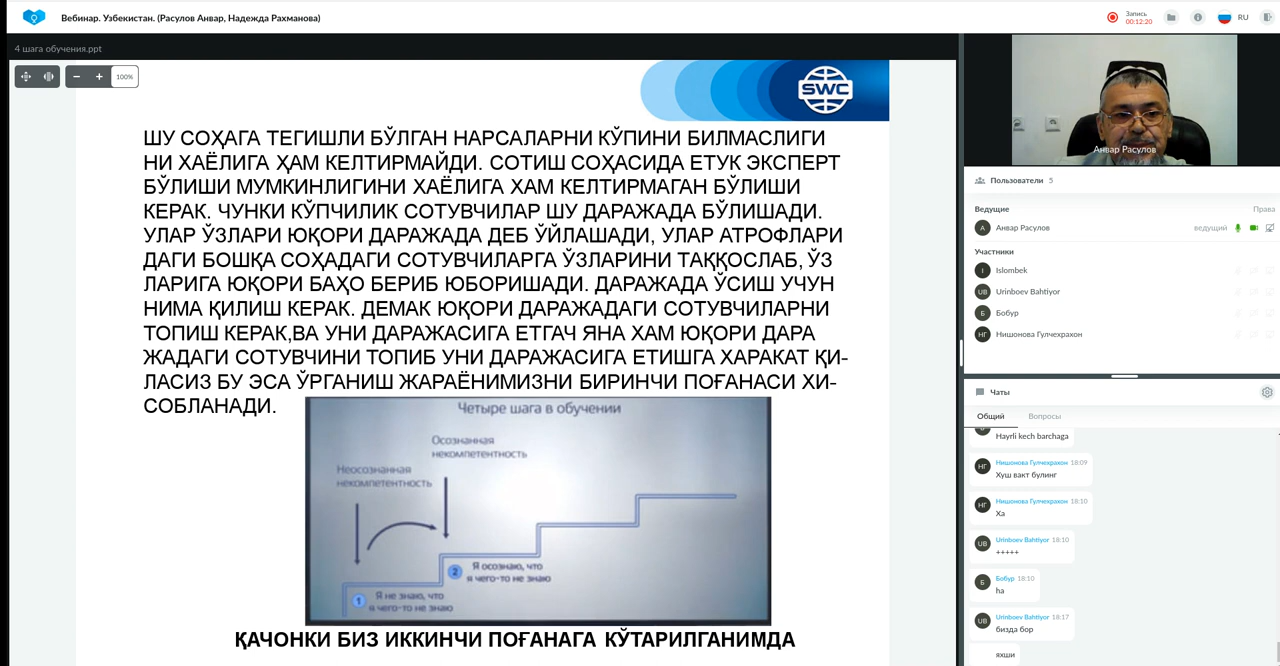 Вебинар. Узбекистан. (Расулов Анвар, Надежда Рахманова)
Запись
00:12:20
RU
4 шага обучения.ppt
100%
SWC
ШУ СОҲАГА ТЕГИШЛИ БЎЛГАН НАРСАЛАРНИ КЎПИНИ БИЛМАСЛИГИ
НИ ХАЁЛИГА ҲАМ КЕЛТИРМАЙДИ. СОТИШ СОҲАСИДА ЕТУК ЭКСПЕРТ
БЎЛИШИ МУМКИНЛИГИНИ ХАЁЛИГА ХАМ КЕЛТИРМАГАН БЎЛИШИ
КЕРАК. ЧУНКИ КЎПЧИЛИК СОТУВЧИЛАР ШУ ДАРАЖАДА БЎЛИШАДИ.
УЛАР ЎЗЛАРИ ЮҚОРИ ДАРАЖАДА ДЕБ ЎЙЛАШАДИ, УЛАР АТРОФЛАРИ
ДАГИ БОШҚА СОҲАДАГИ СОТУВЧИЛАРГА ЎЗЛАРИНИ ТАҚҚОСЛАБ, ЎЗ
ЛАРИГА ЮҚОРИ БАҲО БЕРИБ ЮБОРИШАДИ. ДАРАЖАДА ЎСИШ УЧУН
НИМА ҚИЛИШ КЕРАК. ДЕМАК ЮҚОРИ ДАРАЖАДАГИ СОТУВЧИЛАРНИ
ТОПИШ КЕРАК,ВА УНИ ДАРАЖАСИГА ЕТГАЧ ЯНА ХАМ ЮҚОРИ ДАРА
ЖАДАГИ СОТУВЧИНИ ТОПИБ УНИ ДАРАЖАСИГА ЕТИШГА ХАРАКАТ ҚИ-
ЛАСИЗ БУ ЭСА ЎРГАНИШ ЖАРАЁНИМИЗНИ БИРИНЧИ ПОҒАНАСИ ХИ-
СОБЛАНАДИ.
Четыре шага в обучении
Осознанная
некомпетентность
Неосознанная
некомпетентность
2
Я осознаю, что
я чего-то не знаю
1
Я не знаю, что
я чего-то не знаю
ҚАЧОНКИ БИЗ ИККИНЧИ ПОҒАНАГА КЎТАРИЛГАНИМДА
Анвар Расулов
Пользователи 5
Ведущие Права
А Анвар Расулов ведущий
Участники
I Islombek
UB Urinboev Bahtiyor
Б Бобур
НГ Нишонова Гулчехрахон
Чаты
Общий Вопросы
Hayrli kech barchaga
НГ Нишонова Гулчехрахон 18:09
Хуш вакт булинг
НГ Нишонова Гулчехрахон 18:10
Ха
UB Urinboev Bahtiyor 18:10
+++++
Б Бобур 18:10
ha
UB Urinboev Bahtiyor 18:17
бизда бор
яхши